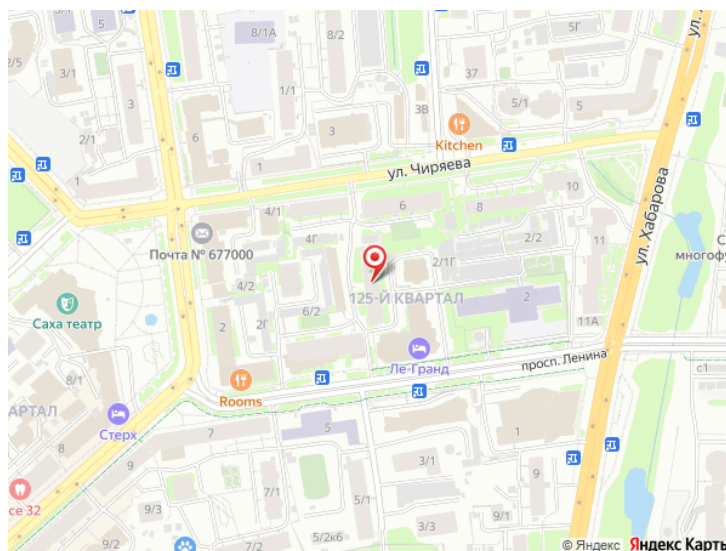 8/1А
8/2
5Г
ул.
2/5
3/1
3
1/1
37
5/1
5
3В
2/1
6
3
Kitchen
1
1
ул. Чиряева
10
6
8
ул. Хабарова
4/1
Почта № 677000
4Г
2/2
11
2/1Г
многофу
4/2
125-Й КВАРТАЛ
2
Саха театр
6/2
2
2Г
11А
Ле-Гранд
просп. Ленина
с1
8/1
Rooms
КВАРТАЛ
Стерх
7
5
1
8
9
3/1
9
7/1
5/1
3/2
се 32
9/1
9/1
9/2
5/2к6
3/3
© Яндекс Яндекс Карты